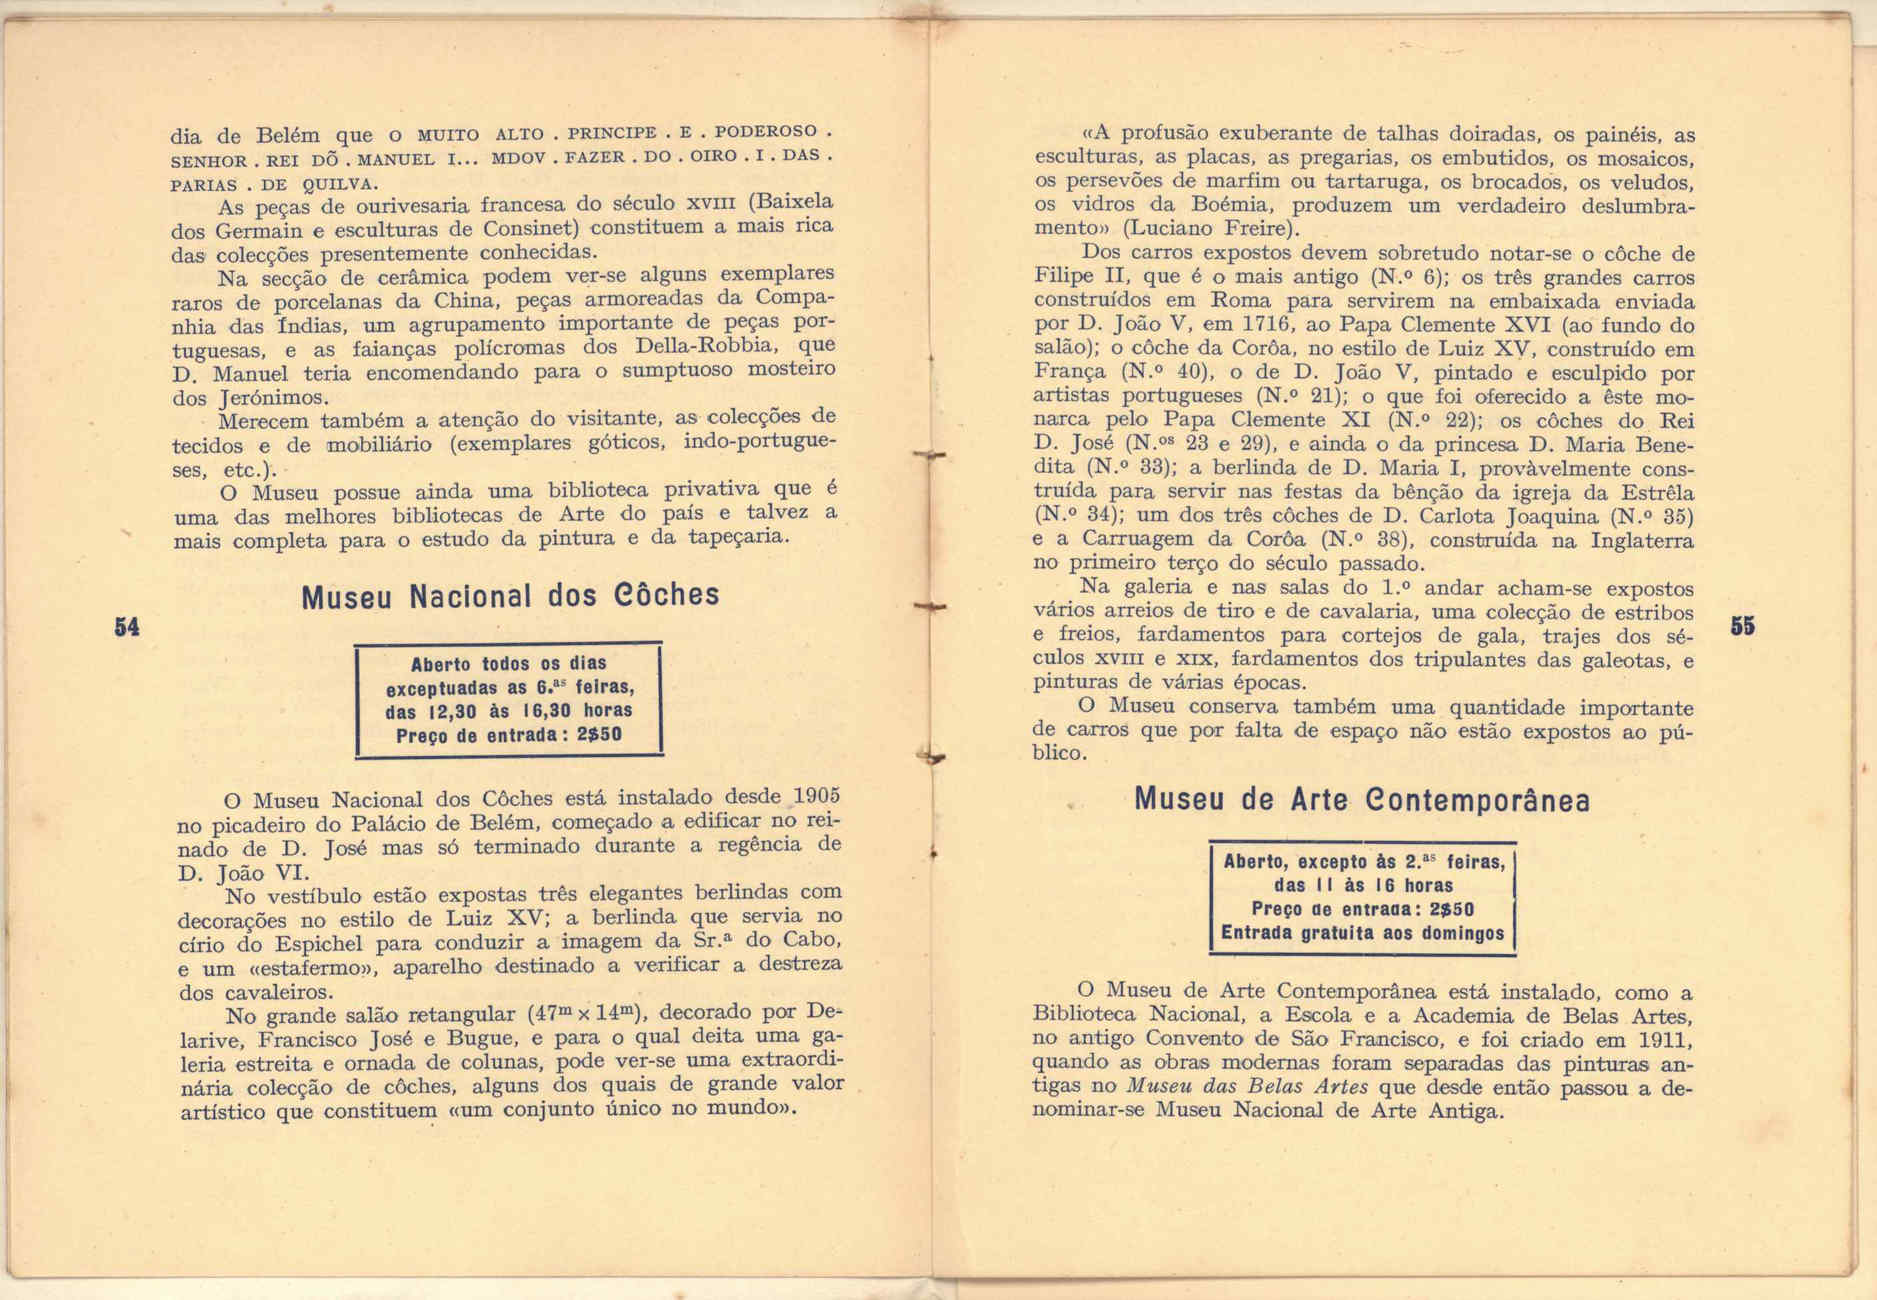 dia de Belém que o MUITO ALTO . PRINCIPE . E . PODEROSO .
SENHOR . REI DÕ . MANUEL I... MDOV . FAZER . DO . OIRO . I . DAS .
PARIAS . DE QUILVA.
As peças de ourivesaria francesa do século XVIII (Baixela
dos Germain e esculturas de Consinet) constituem a mais rica
das colecções presentemente conhecidas.
Na secção de cerâmica podem ver-se alguns exemplares
raros de porcelanas da China, peças armoreadas da Compa-
nhia das Índias, um agrupamento importante de peças por-
tuguesas, e as faianças polícromas dos Della-Robbia, que
D. Manuel teria encomendando para o sumptuoso mosteiro
dos Jerónimos.
Merecem também a atenção do visitante, as colecções de
tecidos e de mobiliário (exemplares góticos, indo-portugue-
ses, etc.).
O Museu possue ainda uma biblioteca privativa que é
uma das melhores bibliotecas de Arte do país e talvez a
mais completa para o estudo da pintura e da tapeçaria.
Museu Nacional dos Côches
54
Aberto todos os dias
exceptuadas as 6.as feiras,
das 12,30 às 16,30 horas
Preço de entrada: 2$50
O Museu Nacional dos Côches está instalado desde 1905
no picadeiro do Palácio de Belém, começado a edificar no rei-
nado de D. José mas só terminado durante a regência de
D. João VI.
No vestíbulo estão expostas três elegantes berlindas com
decorações no estilo de Luiz XV; a berlinda que servia no
círio do Espichel para conduzir a imagem da Sr.a do Cabo,
e um «estafermo», aparelho destinado a verificar a destreza
dos cavaleiros.
No grande salão retangular (47m x 14m), decorado por De-
larive, Francisco José e Bugue, e para o qual deita uma ga-
leria estreita e ornada de colunas, pode ver-se uma extraordi-
nária colecção de côches, alguns dos quais de grande valor
artístico que constituem «um conjunto único no mundo».
«A profusão exuberante de talhas doiradas, os painéis, as
esculturas, as placas, as pregarias, os embutidos, os mosaicos,
os persevões de marfim ou tartaruga, os brocados, os veludos,
os vidros da Boémia, produzem um verdadeiro deslumbra-
mento» (Luciano Freire).
Dos carros expostos devem sobretudo notar-se o côche de
Filipe II, que é o mais antigo (N.º 6); os três grandes carros
construídos em Roma para servirem na embaixada enviada
por D. João V, em 1716, ao Papa Clemente XVI (ao fundo do
salão); o côche da Corôa, no estilo de Luiz XV, construído em
França (N.º 40), o de D. João V, pintado e esculpido por
artistas portugueses (N.º 21); o que foi oferecido a êste mo-
narca pelo Papa Clemente XI (N.º 22); os côches do Rei
D. José (N.os 23 e 29), e ainda o da princesa D. Maria Bene-
dita (N.º 33); a berlinda de D. Maria I, provàvelmente cons-
truída para servir nas festas da bênção da igreja da Estrêla
(N.º 34); um dos três côches de D. Carlota Joaquina (N.º 35)
e a Carruagem da Corôa (N.º 38), construída na Inglaterra
no primeiro terço do século passado.
Na galeria e nas salas do 1.º andar acham-se expostos
vários arreios de tiro e de cavalaria, uma colecção de estribos
e freios, fardamentos para cortejos de gala, trajes dos sé-
culos XVIII e XIX, fardamentos dos tripulantes das galeotas, e
pinturas de várias épocas.
O Museu conserva também uma quantidade importante
de carros que por falta de espaço não estão expostos ao pú-
blico.
55
Museu de Arte Contemporânea
Aberto, excepto às 2.as feiras,
das 11 às 16 horas
Preço de entrada: 2$50
Entrada gratuita aos domingos
O Museu de Arte Contemporânea está instalado, como a
Biblioteca Nacional, a Escola e a Academia de Belas Artes,
no antigo Convento de São Francisco, e foi criado em 1911,
quando as obras modernas foram separadas das pinturas an-
tigas no Museu das Belas Artes que desde então passou a de-
nominar-se Museu Nacional de Arte Antiga.